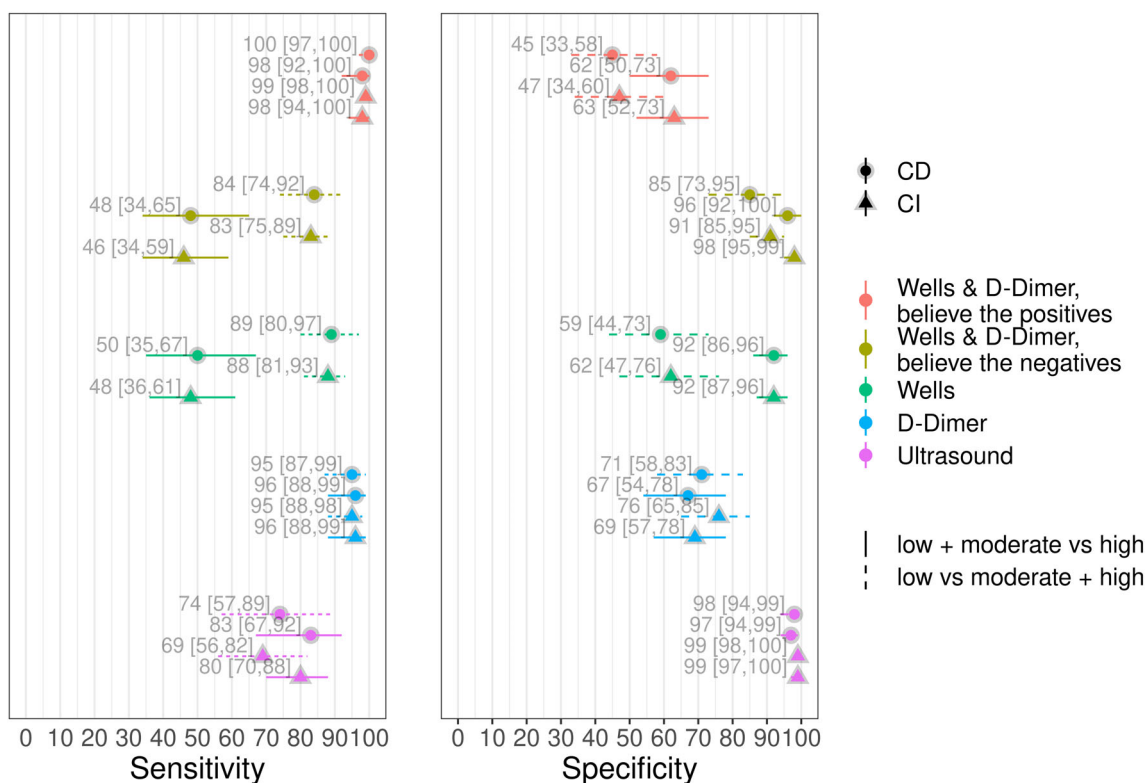 100 [97,100]
98 [92,100]
99 [98,100]
98 [94,100]
84 [74,92]
48 [34,65]
83 [75,89]
46 [34,59]
89 [80,97]
50 [35,67]
88 [81,93]
48 [36,61]
95 [87,99]
96 [88,99]
95 [88,98]
96 [88,99]
74 [57,89]
83 [67,92]
69 [56,82]
80 [70,88]
0 10 20 30 40 50 60 70 80 90 100
Sensitivity
45 [33,58]
62 [50,73]
47 [34,60]
63 [52,73]
85 [73,95]
96 [92,100]
91 [85,95]
98 [95,99]
59 [44,73]
92 [86,96]
62 [47,76]
92 [87,96]
71 [58,83]
67 [54,78]
76 [65,85]
69 [57,78]
98 [94,99]
97 [94,99]
99 [98,100]
99 [97,100]
0 10 20 30 40 50 60 70 80 90 100
Specificity
CD
CI
Wells & D-Dimer,
believe the positives
Wells & D-Dimer,
believe the negatives
Wells
D-Dimer
Ultrasound
low + moderate vs high
low vs moderate + high